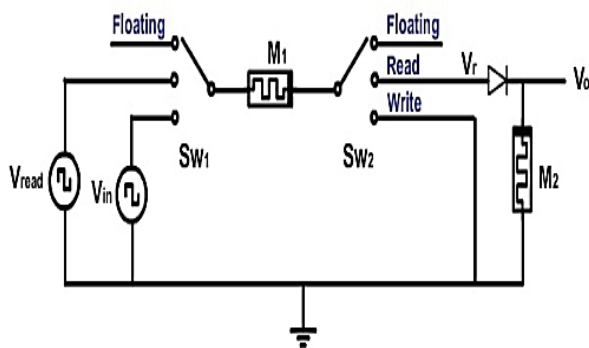 Floating
Floating
M1
Read
Vr
Vo
Write
Sw1
Sw2
Vread
Vin
M2